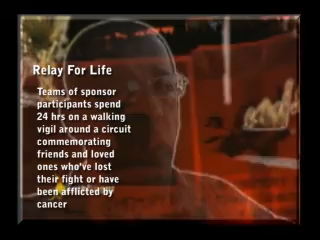 Relay For Life
Teams of sponsor
participants spend
24 hrs on a walking
vigil around a circuit
commemorating
friends and loved
ones who've lost
their fight or have
been afflicted by
cancer